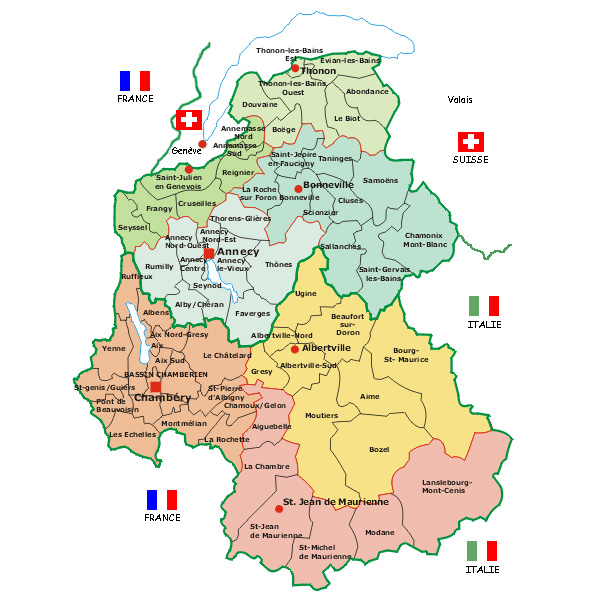 Thonon-les-Bains
Est
Evian-les-Bains
Thonon
Thonon-les-Bains
Ouest
Abondance
FRANCE
Valais
Douvaine
Le Biot
Annemasse
Nord
Boëge
Genève
Annemasse
Sud
SUISSE
Saint-Jeoire
en-Faucigny
Taninges
Saint-Julien
en Genevois
Reignier
Samoëns
La Roche
sur Foron
Bonneville
Bonneville
Cluses
Frangy
Cruseilles
Scionzier
Thorens-Glières
Seyssel
Annecy
Nord-Ouest
Annecy
Nord-Est
Chamonix
Mont-Blanc
Sallanches
Annecy
Rumilly
Annecy
Centre
Annecy
-le-Vieux
Thônes
Saint-Gervais
les-Bains
Ruffieux
Seynod
Ugine
Alby/Chéran
Faverges
Albens
Beaufort
sur-
Doron
ITALIE
Aix Nord-Gresy
Albertville-Nord
Yenne
Aix
Aix Sud
Le Châtelard
Albertville
Bourg-
St- Maurice
Albertville-Sud
BASSIN CHAMBERIEN
Gresy
St-genis/Guiers
Chambéry
St-Pierre
d'Albigny
Aime
Pont de
Beauvoisin
Chamoux/Gelon
Moutiers
Montmélian
Aiguebelle
Les Echelles
La Rochette
Bozel
La Chambre
Lanslebourg-
Mont-Cenis
St. Jean de Maurienne
FRANCE
St-Jean
de Maurienne
Modane
St-Michel
de Maurienne
ITALIE